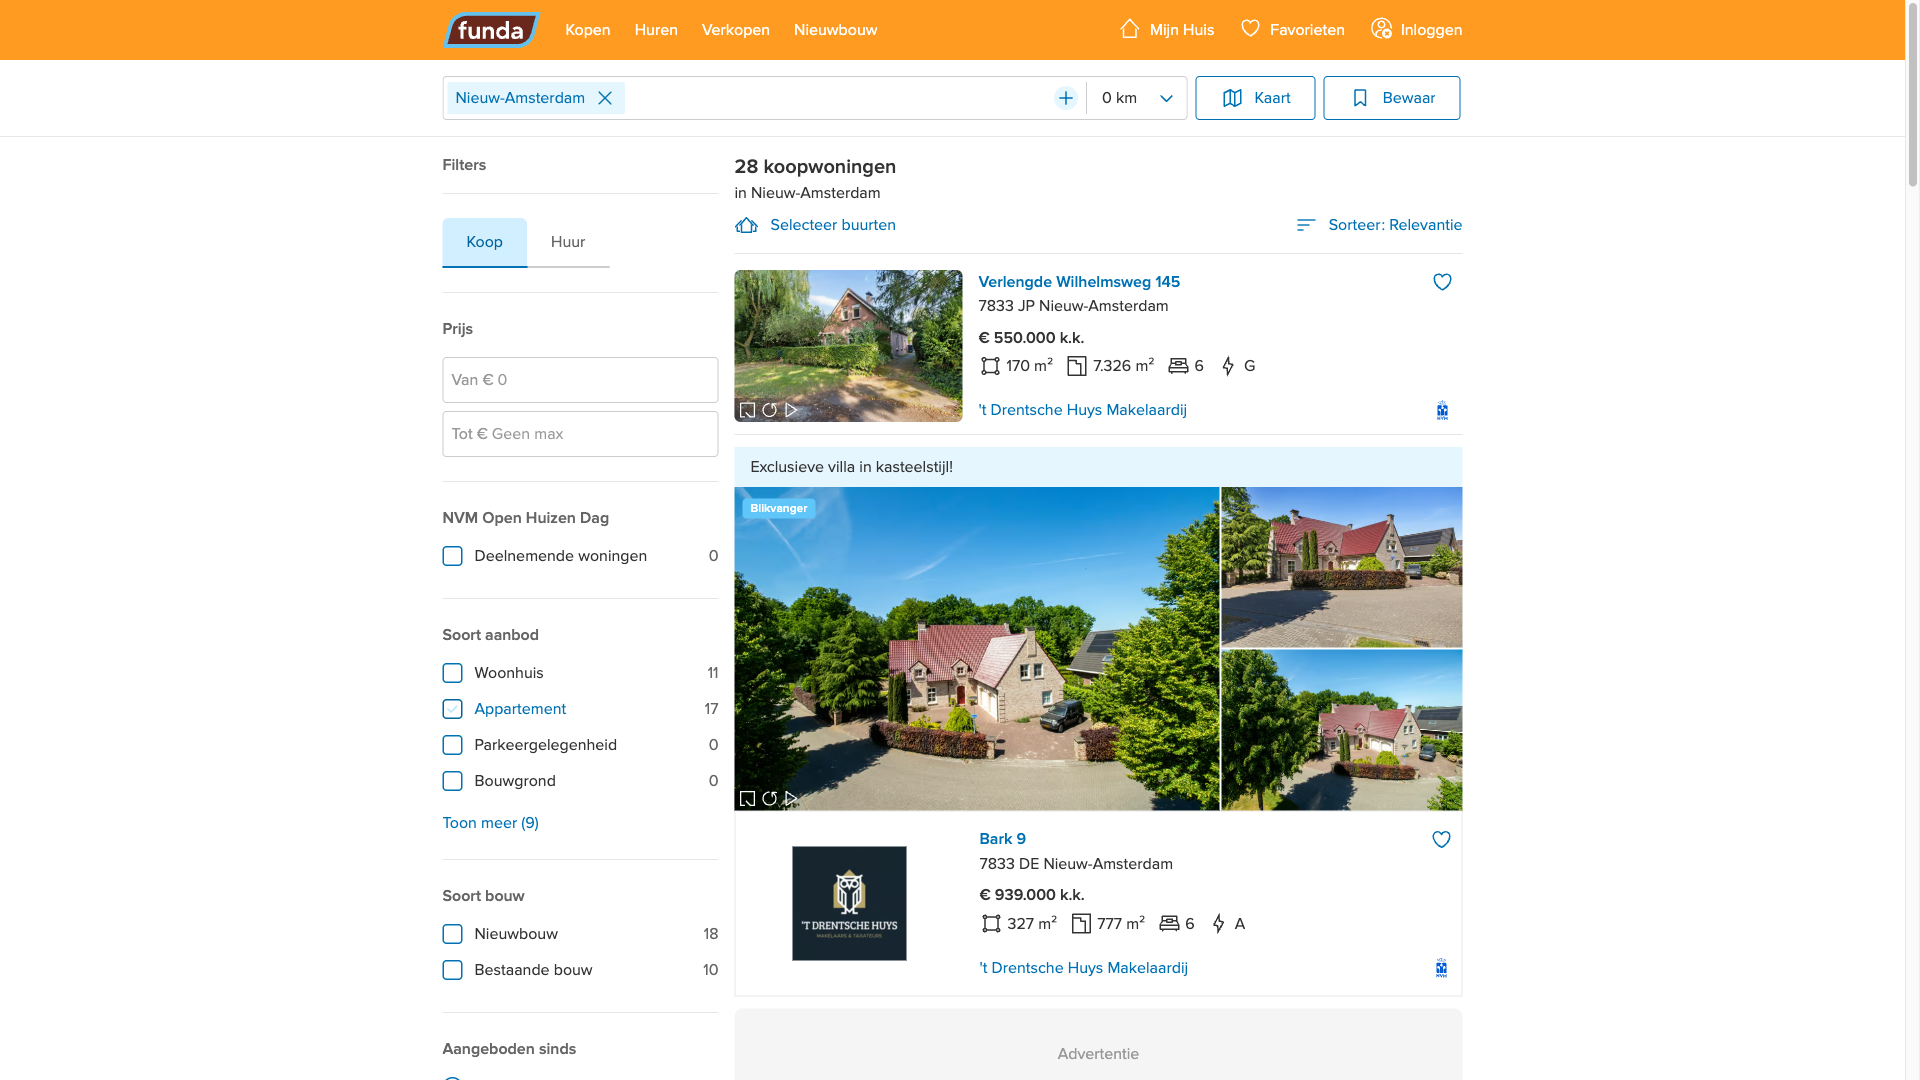 funda
Kopen
Huren
Verkopen
Nieuwbouw
Mijn Huis
Favorieten
Inloggen
Nieuw-Amsterdam
0 km
Kaart
Bewaar
Filters
Koop
Huur
Prijs
Van € 0
Tot € Geen max
NVM Open Huizen Dag
Deelnemende woningen 0
Soort aanbod
Woonhuis 11
Appartement 17
Parkeergelegenheid 0
Bouwgrond 0
Toon meer (9)
Soort bouw
Nieuwbouw 18
Bestaande bouw 10
Aangeboden sinds
28 koopwoningen
in Nieuw-Amsterdam
Selecteer buurten
Sorteer: Relevantie
Verlengde Wilhelmsweg 145
7833 JP Nieuw-Amsterdam
€ 550.000 k.k.
170 m² 7.326 m² 6 G
't Drentsche Huys Makelaardij
Exclusieve villa in kasteelstijl!
Blikvanger
Bark 9
7833 DE Nieuw-Amsterdam
€ 939.000 k.k.
327 m² 777 m² 6 A
'T DRENTSCHE HUYS
MAKELAARS & TAXATEURS
't Drentsche Huys Makelaardij
Advertentie